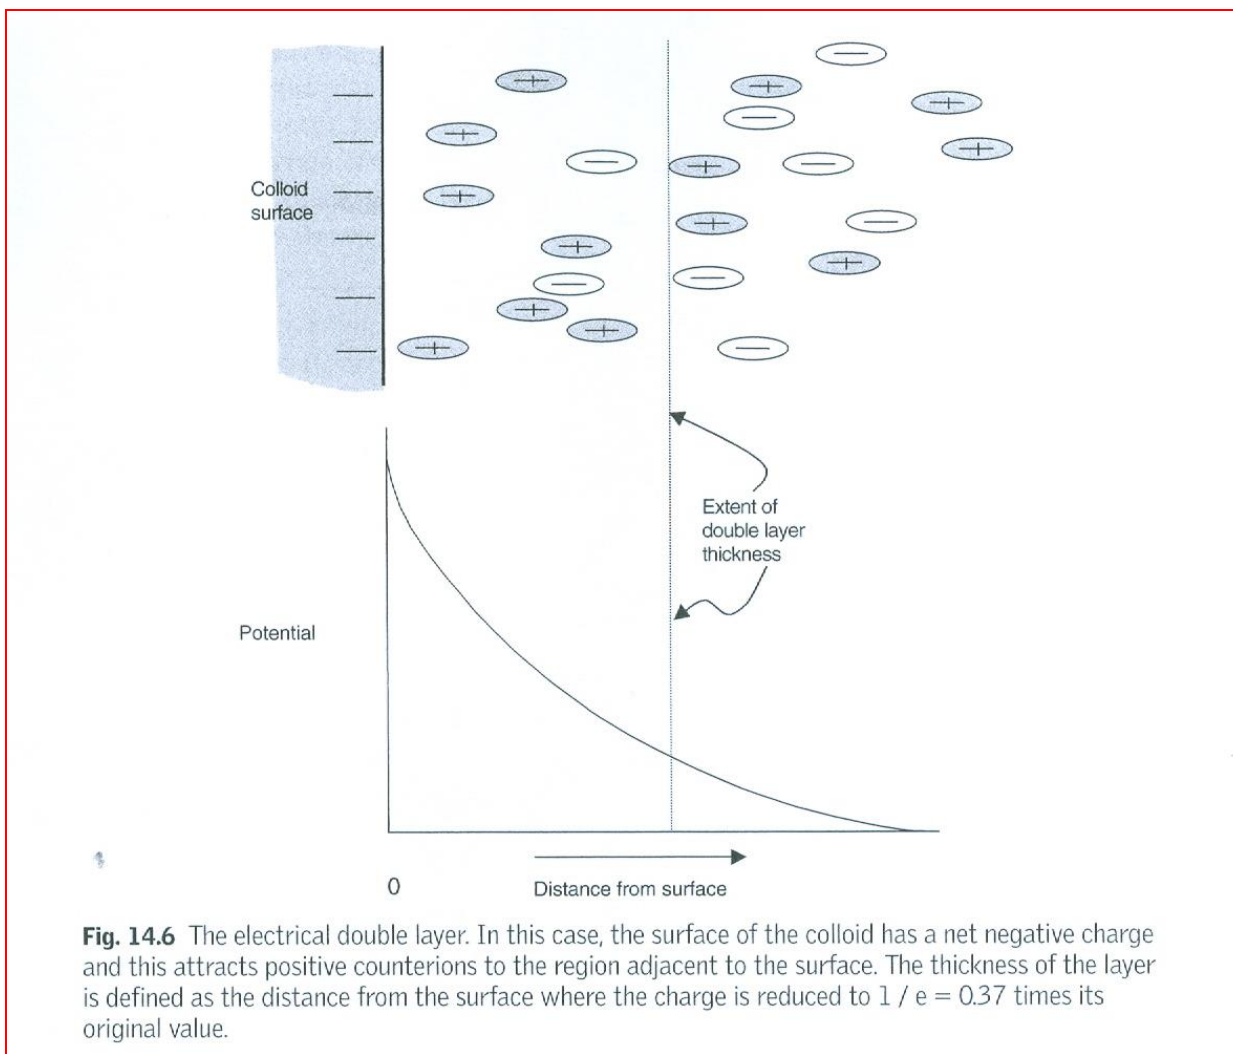 Colloid
surface
Extent of
double layer
thickness
Potential
0
Distance from surface
Fig. 14.6 The electrical double layer. In this case, the surface of the colloid has a net negative charge
and this attracts positive counterions to the region adjacent to the surface. The thickness of the layer
is defined as the distance from the surface where the charge is reduced to 1 / e = 0.37 times its
original value.